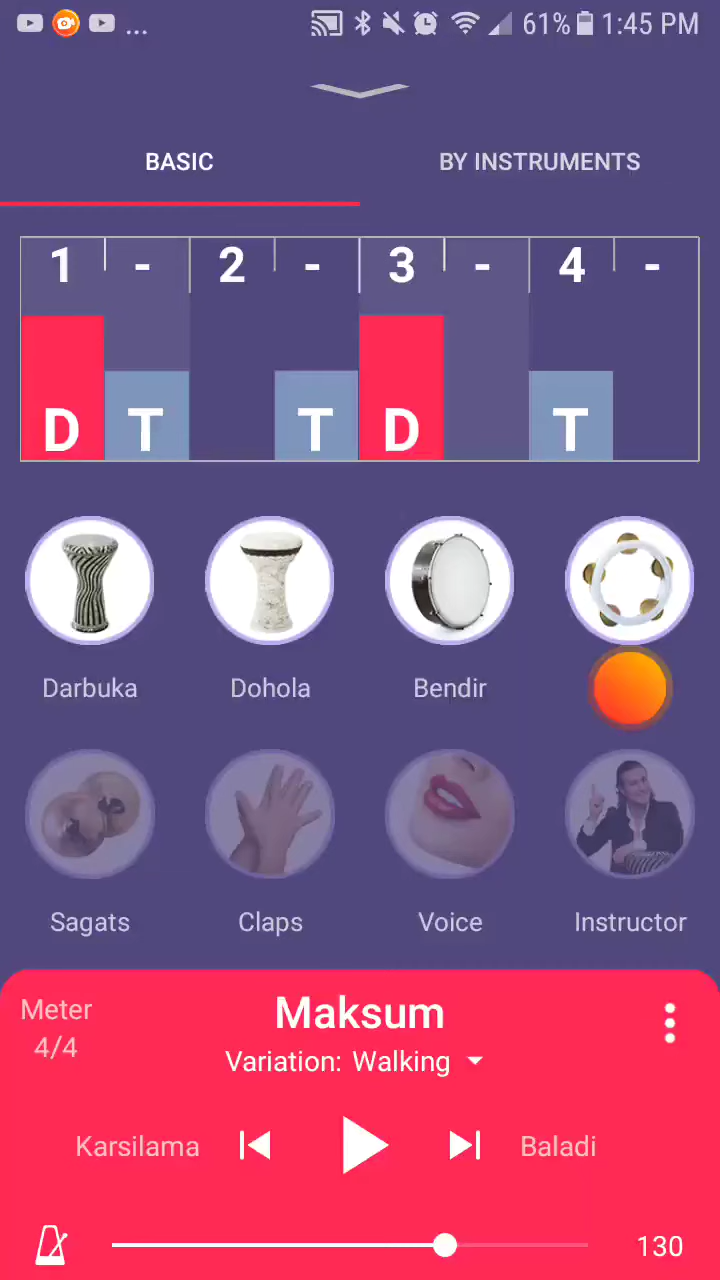 ... 61% 1:45 PM
BASIC BY INSTRUMENTS
1 - 2 - 3 - 4 -
D T T D T
Darbuka Dohola Bendir
Sagats Claps Voice Instructor
Meter
4/4
Maksum
Variation: Walking
Karsilama Baladi
130